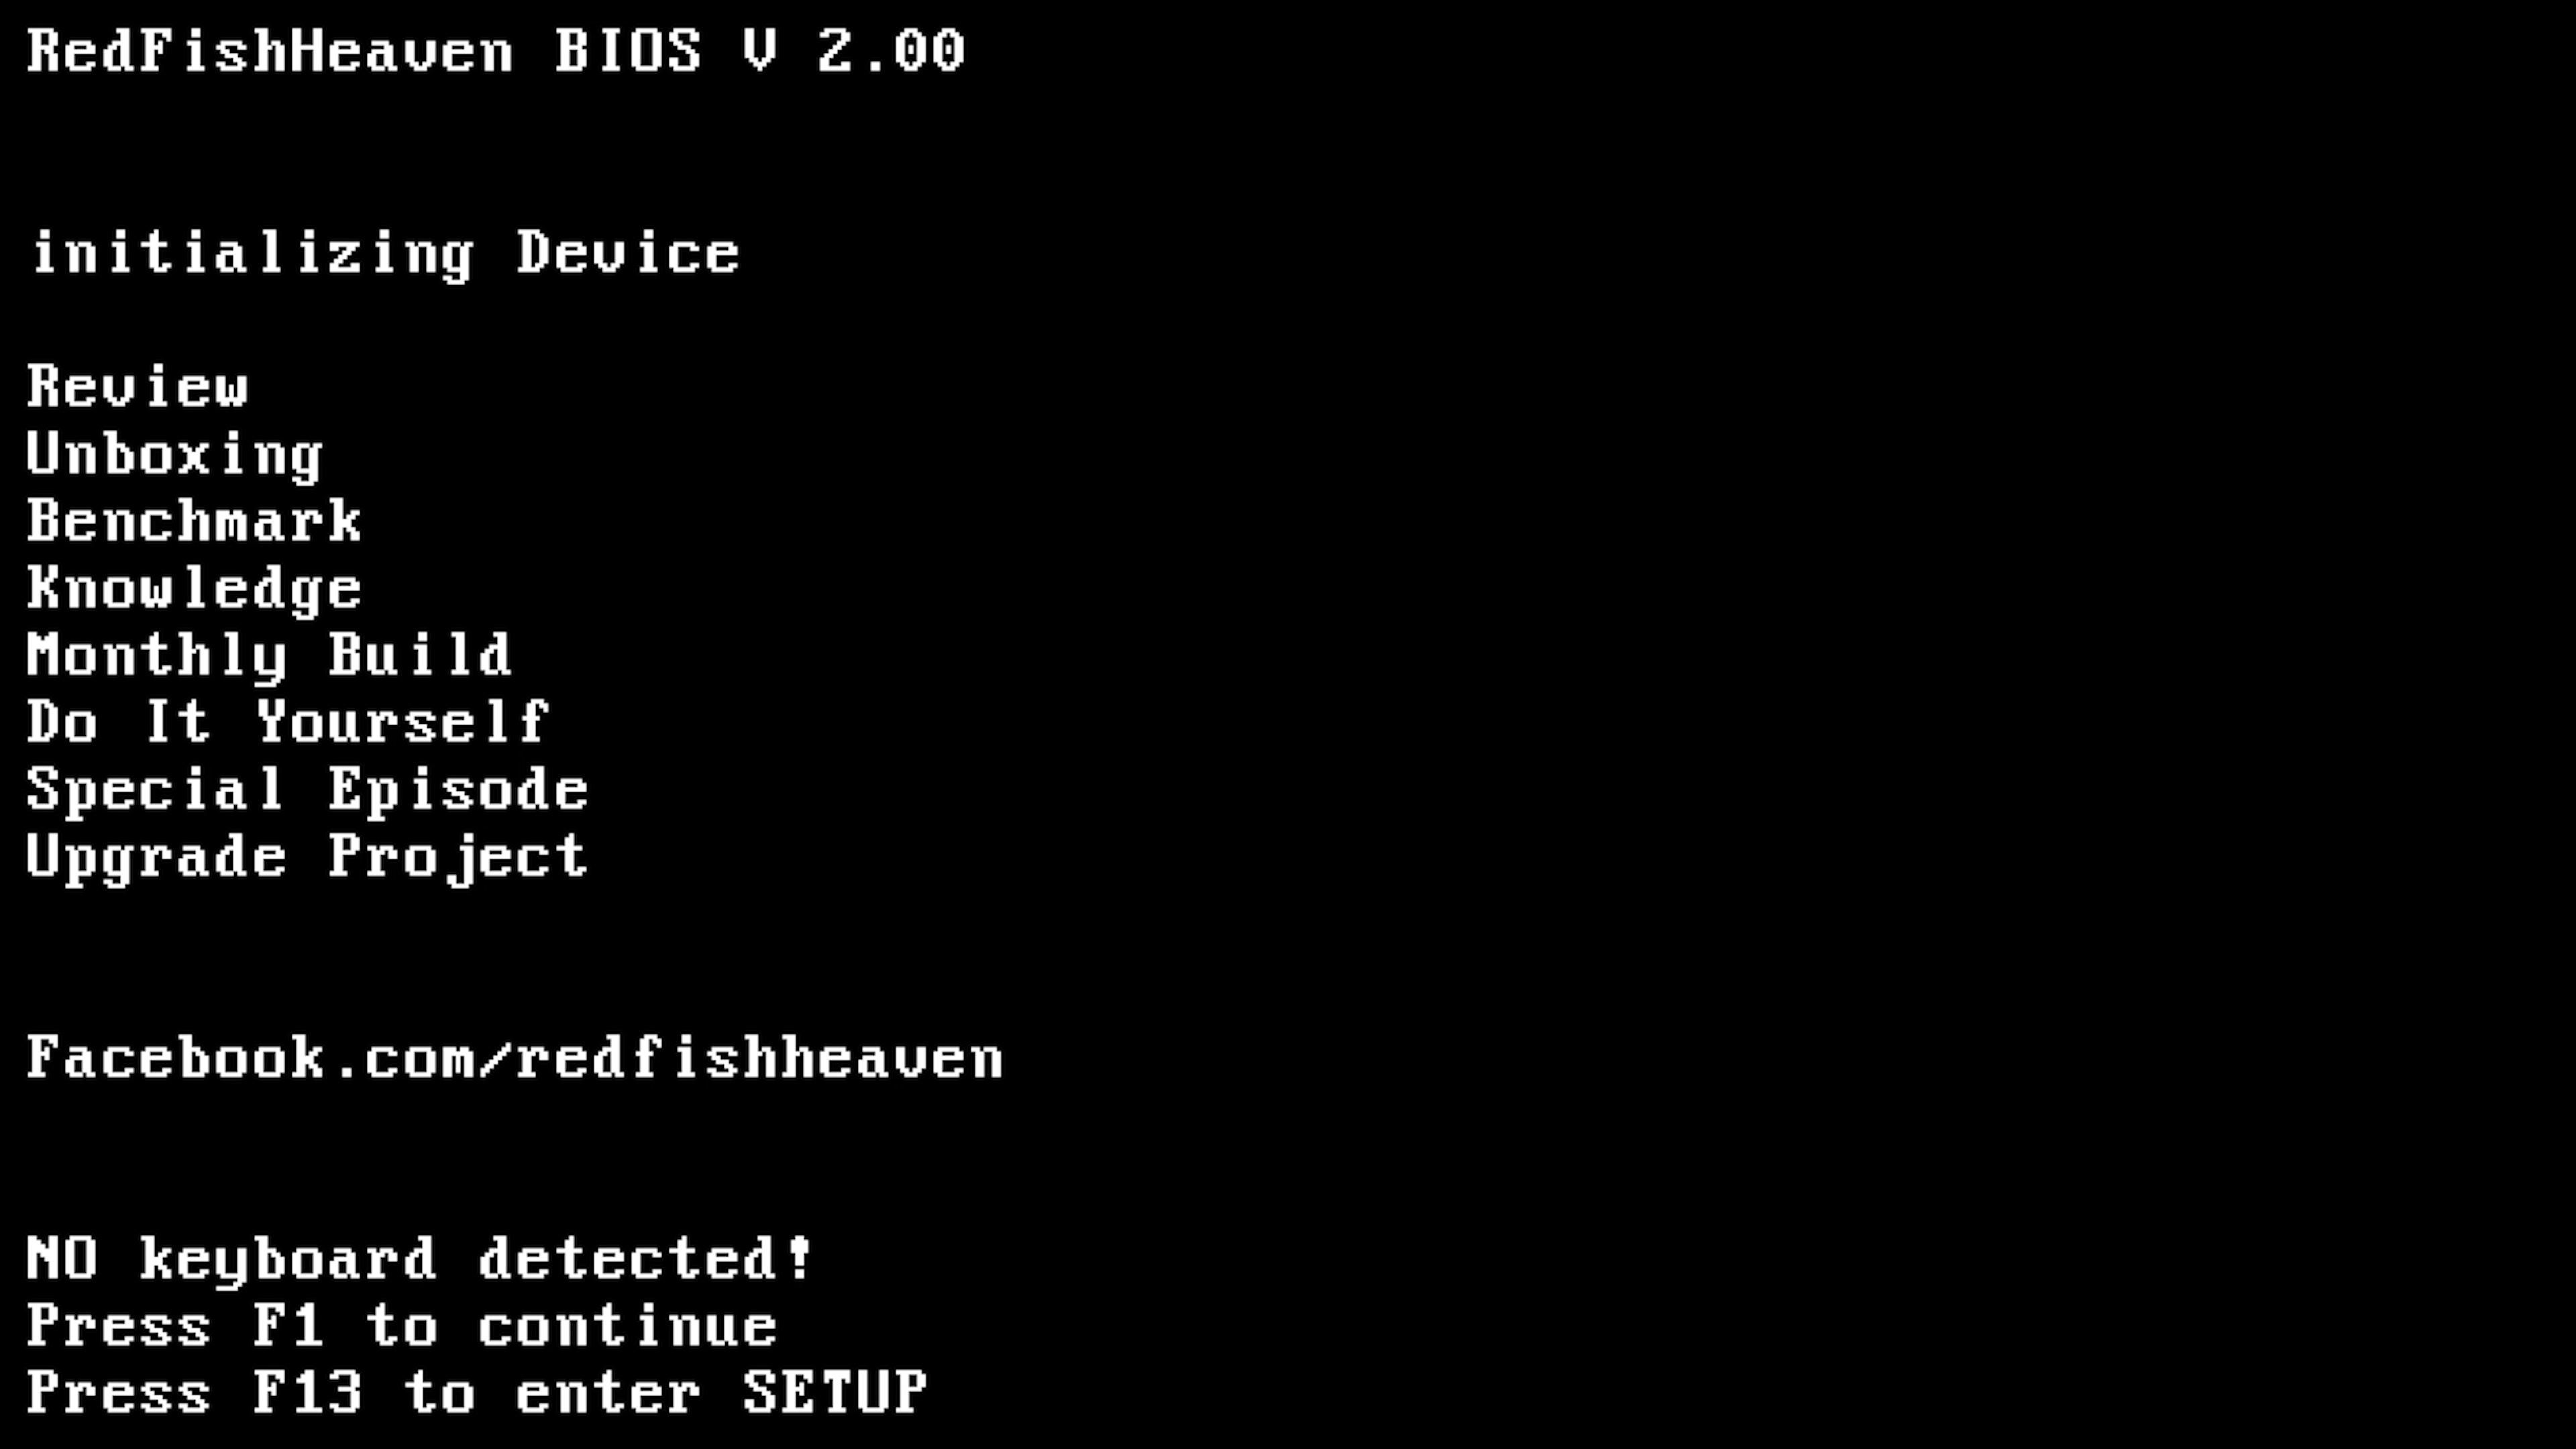 RedFishHeaven BIOS V 2.00
initializing Device
Review
Unboxing
Benchmark
Knowledge
Monthly Build
Do It Yourself
Special Episode
Upgrade Project
Facebook.com/redfishheaven
NO keyboard detected!
Press F1 to continue
Press F13 to enter SETUP